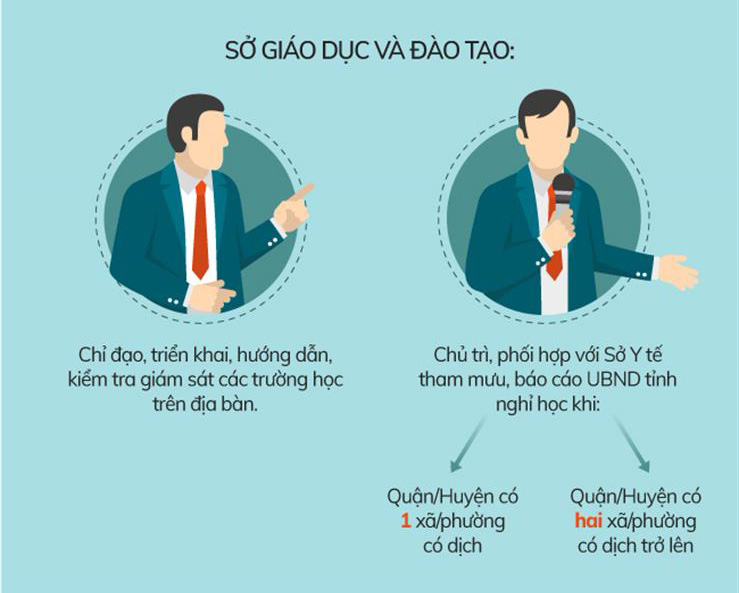 SỞ GIÁO DỤC VÀ ĐÀO TẠO:
Chỉ đạo, triển khai, hướng dẫn,
kiểm tra giám sát các trường học
trên địa bàn.
Chủ trì, phối hợp với Sở Y tế
tham mưu, báo cáo UBND tỉnh
nghỉ học khi:
Quận/Huyện có
1 xã/phường
có dịch
Quận/Huyện có
hai xã/phường
có dịch trở lên